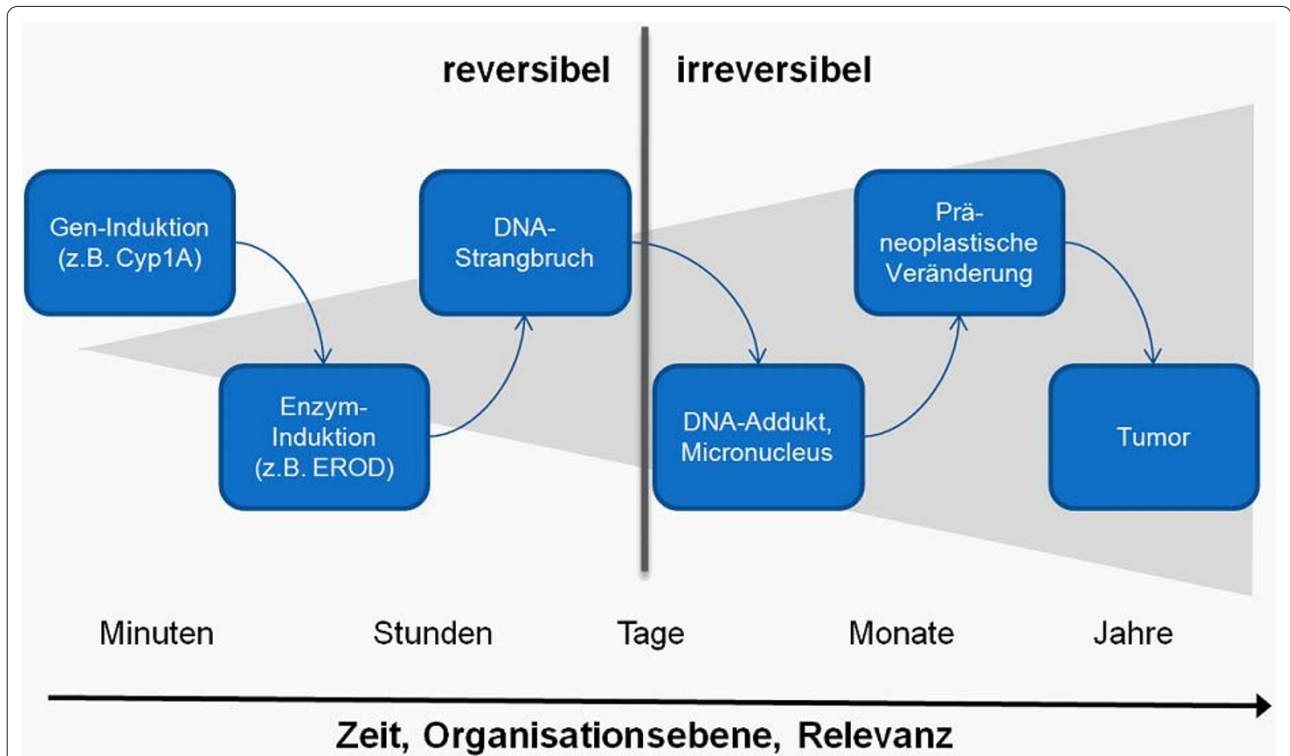 reversibel
irreversibel
Gen-Induktion
(z.B. Cyp1A)
Enzym-
Induktion
(z.B. EROD)
DNA-
Strangbruch
DNA-Addukt,
Micronucleus
Prä-
neoplastische
Veränderung
Tumor
Minuten
Stunden
Tage
Monate
Jahre
Zeit, Organisationsebene, Relevanz